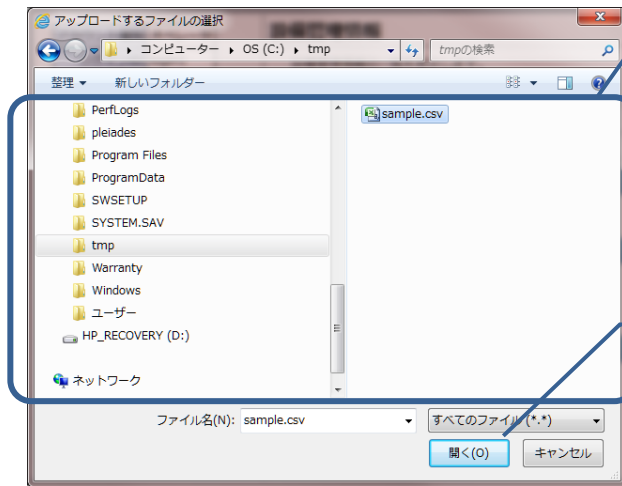 アップロードするファイルの選択
コンピューター ▸ OS (C:) ▸ tmp
tmpの検索
整理 ▼ 新しいフォルダー
PerfLogs
pleiades
Program Files
ProgramData
SWSETUP
SYSTEM.SAV
tmp
Warranty
Windows
ユーザー
HP_RECOVERY (D:)
ネットワーク
sample.csv
ファイル名(N): sample.csv
すべてのファイル (*.*)
開く(O) キャンセル